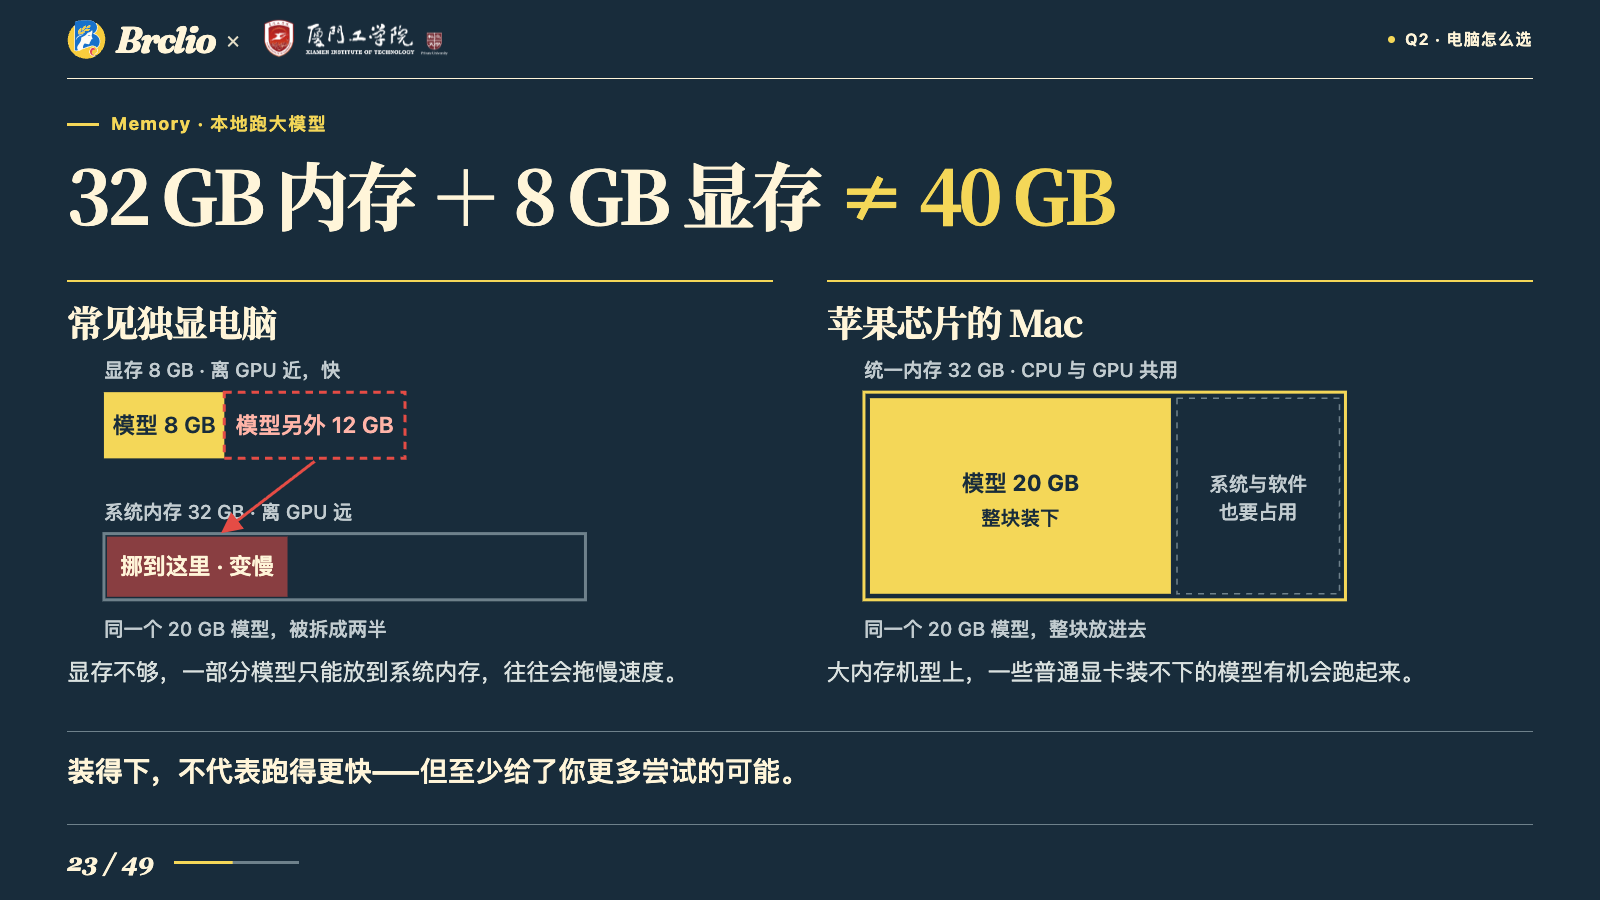 Brclio ×
厦门工学院
XIAMEN INSTITUTE OF TECHNOLOGY
Q2 · 电脑怎么选
Memory · 本地跑大模型
32 GB 内存 + 8 GB 显存 ≠ 40 GB
常见独显电脑
显存 8 GB · 离 GPU 近，快
模型 8 GB
模型另外 12 GB
系统内存 32 GB · 离 GPU 远
挪到这里 · 变慢
同一个 20 GB 模型，被拆成两半
显存不够，一部分模型只能放到系统内存，往往会拖慢速度。
苹果芯片的 Mac
统一内存 32 GB · CPU 与 GPU 共用
模型 20 GB
整块装下
系统与软件
也要占用
同一个 20 GB 模型，整块放进去
大内存机型上，一些普通显卡装不下的模型有机会跑起来。
装得下，不代表跑得更快——但至少给了你更多尝试的可能。
23 / 49